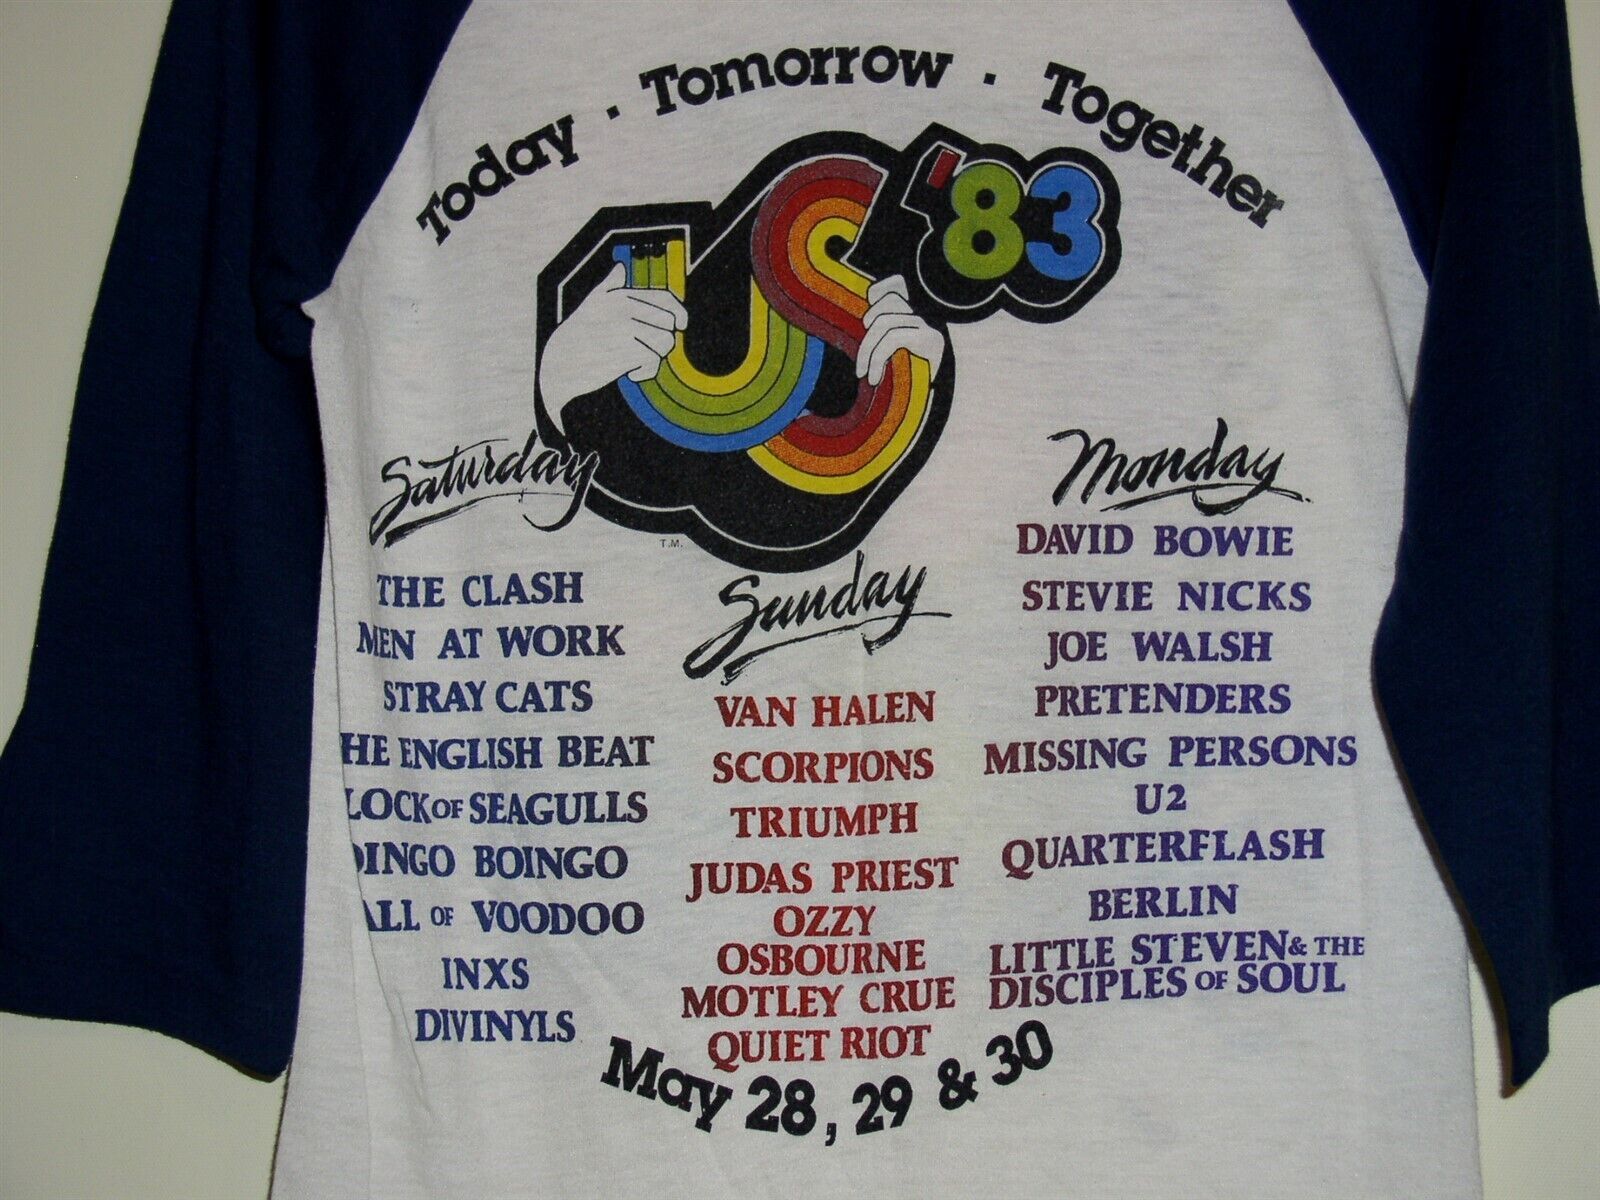 Today · Tomorrow · Together
US '83
T.M.
Saturday
THE CLASH
MEN AT WORK
STRAY CATS
HE ENGLISH BEAT
LOCK OF SEAGULLS
OINGO BOINGO
ALL OF VOODOO
INXS
DIVINYLS
Sunday
VAN HALEN
SCORPIONS
TRIUMPH
JUDAS PRIEST
OZZY
OSBOURNE
MOTLEY CRUE
QUIET RIOT
Monday
DAVID BOWIE
STEVIE NICKS
JOE WALSH
PRETENDERS
MISSING PERSONS
U2
QUARTERFLASH
BERLIN
LITTLE STEVEN & THE
DISCIPLES OF SOUL
May 28, 29 & 30